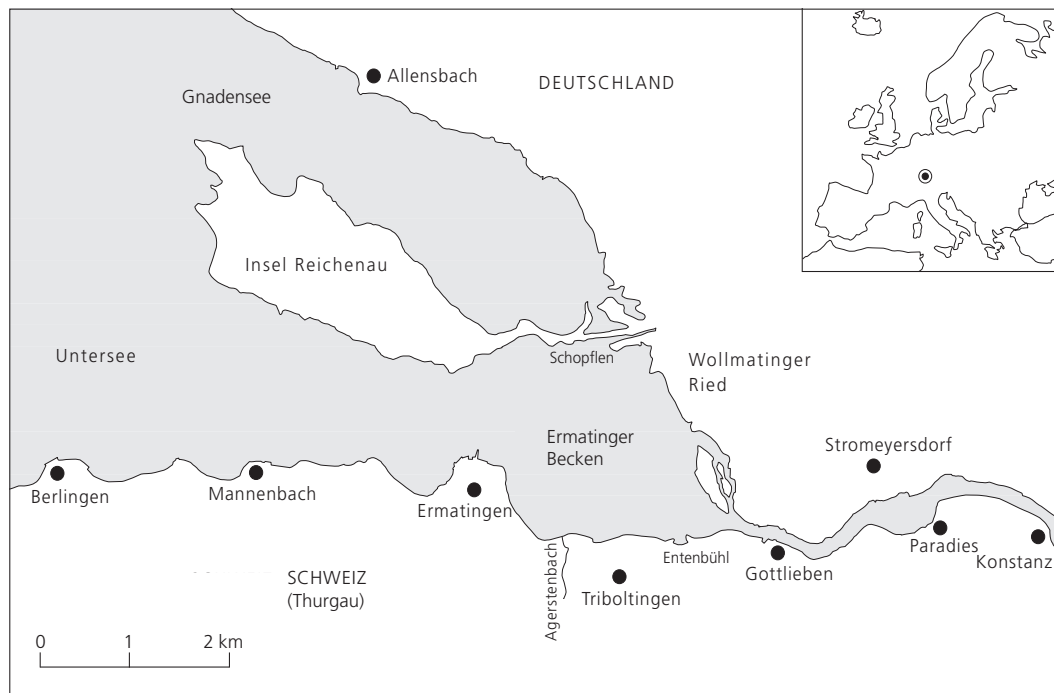 Allensbach
DEUTSCHLAND
Gnadensee
Insel Reichenau
Untersee
Schopflen
Wollmatinger
Ried
Ermatinger
Becken
Stromeyersdorf
Berlingen
Mannenbach
Ermatingen
Agerstenbach
Entenbühl
Gottlieben
Paradies
Konstanz
Triboltingen
SCHWEIZ
(Thurgau)
0 1 2 km